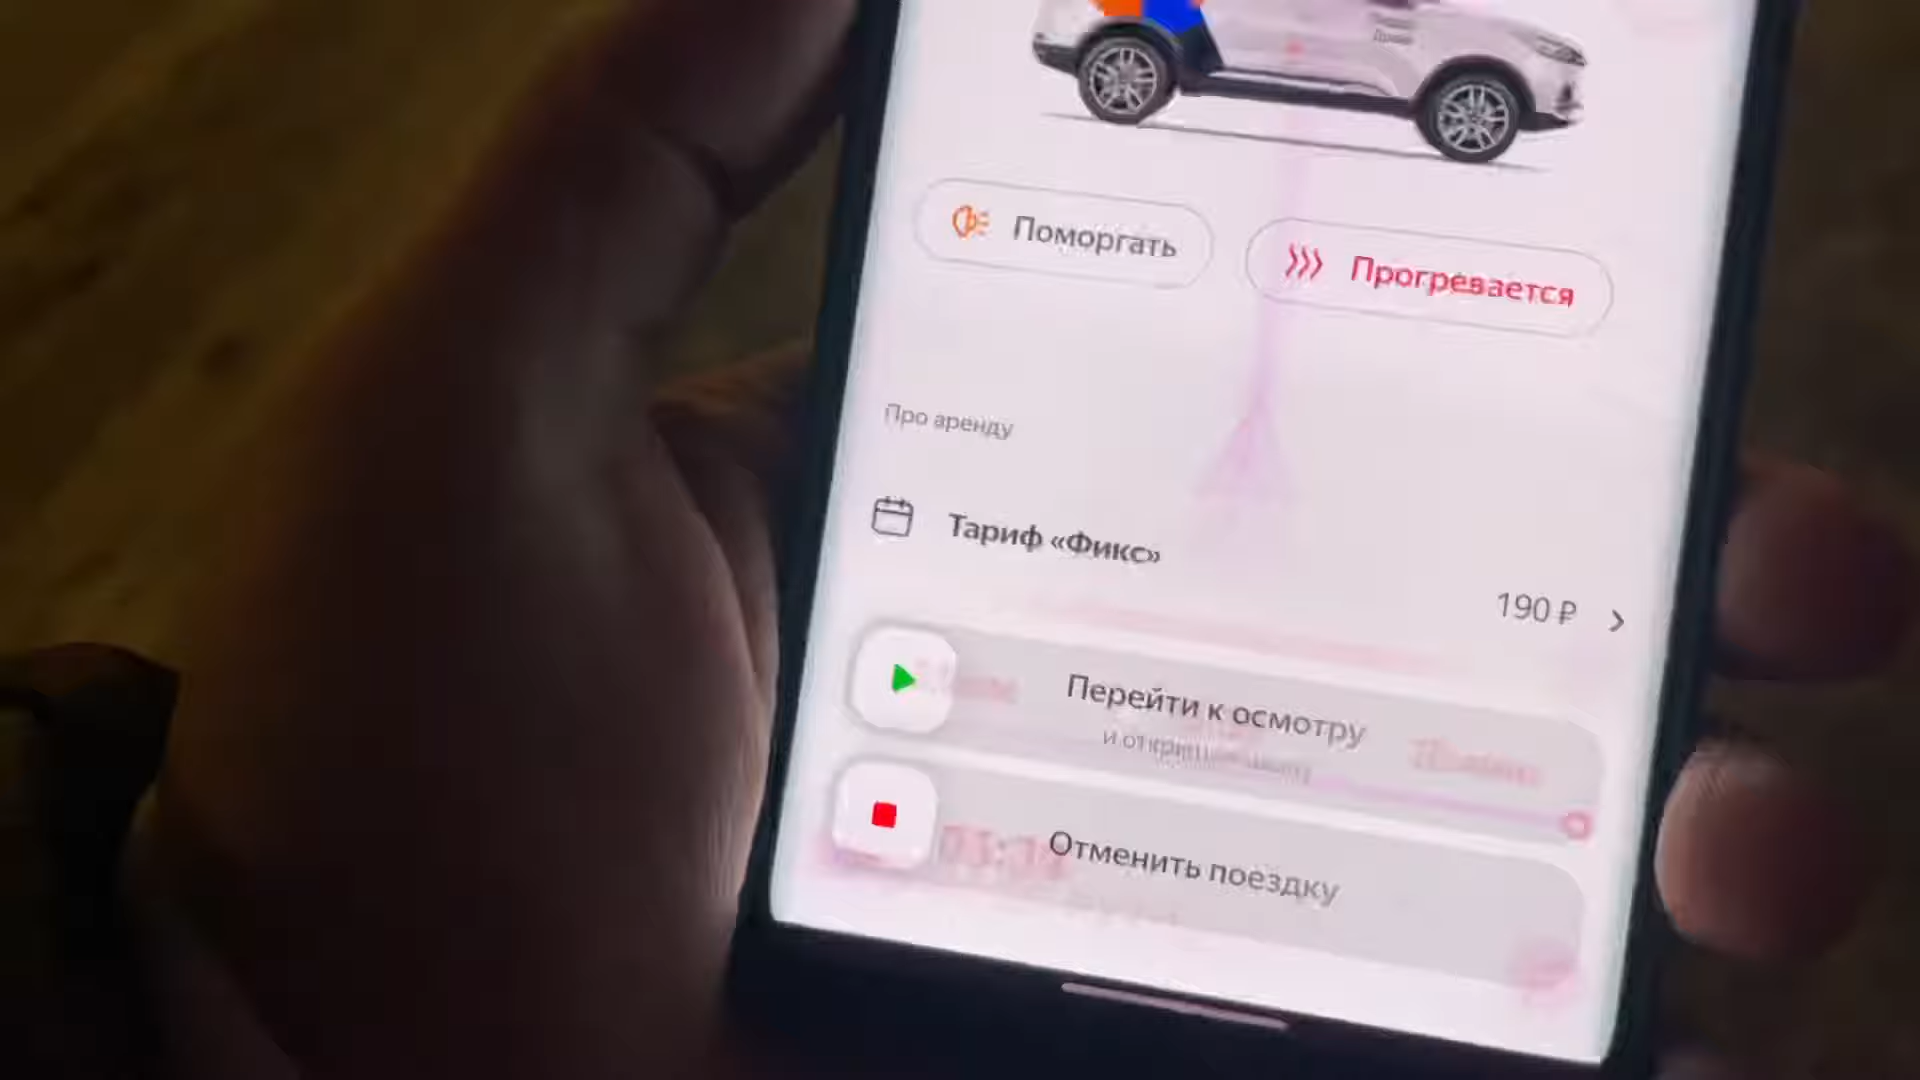 Поморгать
Прогревается
Про аренду
Тариф «Фикс»
190 ₽
Перейти к осмотру
Отменить поездку